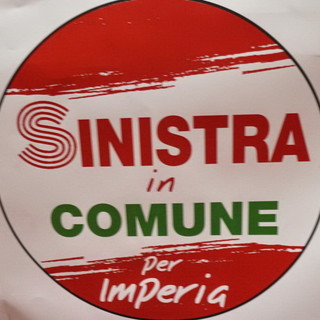 SINISTRA
in
COMUNE
per
Imperia